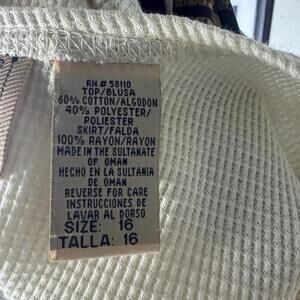 RN # 58110
TOP/BLUSA
60% COTTON/ALGODON
40% POLYESTER/
POLIESTER
SKIRT/FALDA
100% RAYON/RAYON
MADE IN THE SULTANATE
OF OMAN
HECHO EN LA SULTANIA
DE OMAN
REVERSE FOR CARE
INSTRUCCIONES DE
LAVAR AL DORSO
SIZE: 16
TALLA: 16